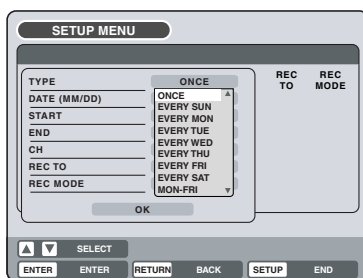 SETUP MENU
REC TO REC MODE
TYPE ONCE
DATE (MM/DD)
START
END
CH
REC TO
REC MODE
ONCE
EVERY SUN
EVERY MON
EVERY TUE
EVERY WED
EVERY THU
EVERY FRI
EVERY SAT
MON-FRI
OK
SELECT
ENTER ENTER RETURN BACK SETUP END